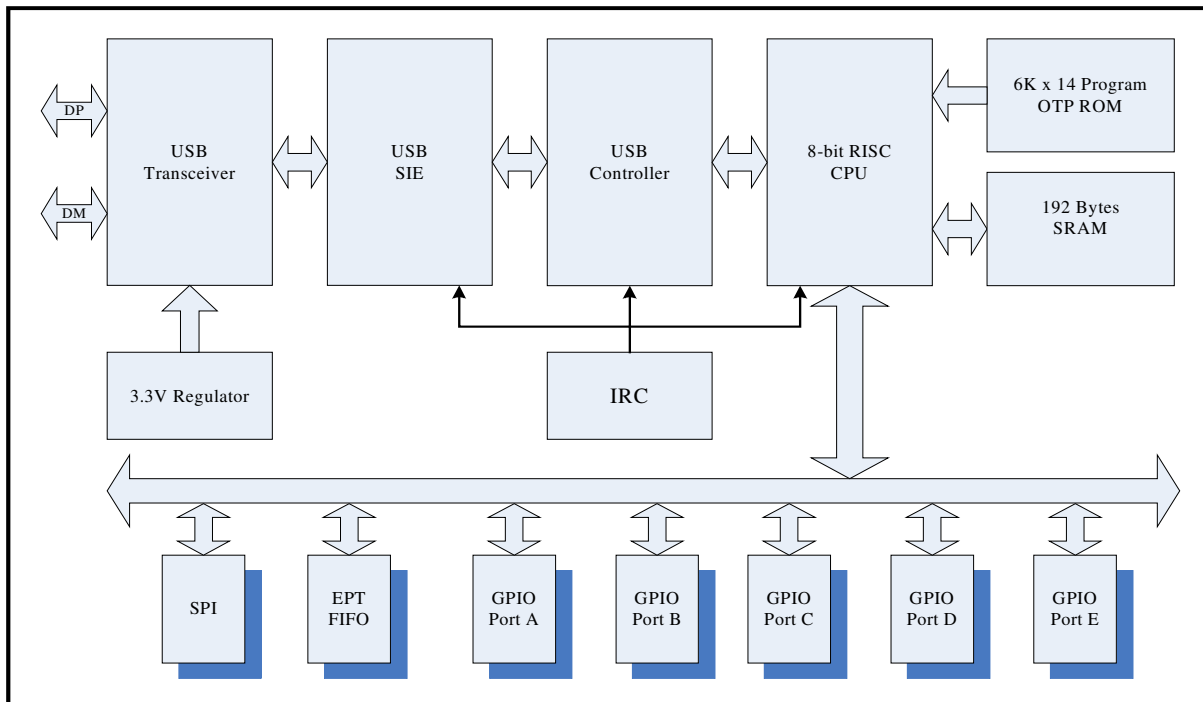 DP
DM
USB
Transceiver
USB
SIE
USB
Controller
8-bit RISC
CPU
6K x 14 Program
OTP ROM
192 Bytes
SRAM
3.3V Regulator
IRC
SPI
EPT
FIFO
GPIO
Port A
GPIO
Port B
GPIO
Port C
GPIO
Port D
GPIO
Port E